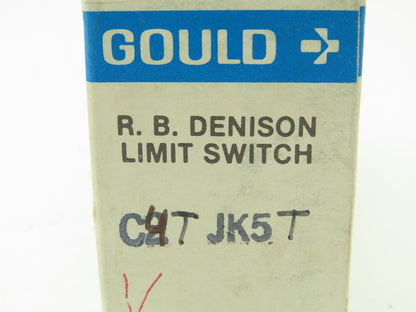 GOULD
R. B. DENISON
LIMIT SWITCH
C4T JK5T